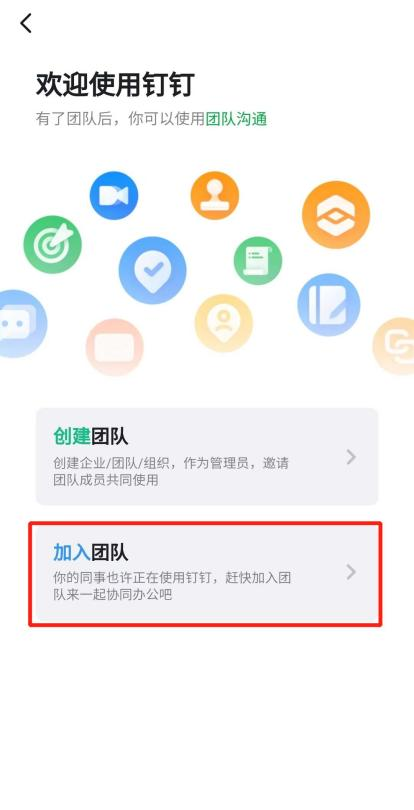 欢迎使用钉钉
有了团队后，你可以使用团队沟通
创建团队
创建企业/团队/组织，作为管理员，邀请
团队成员共同使用
加入团队
你的同事也许正在使用钉钉，赶快加入团
队来一起协同办公吧